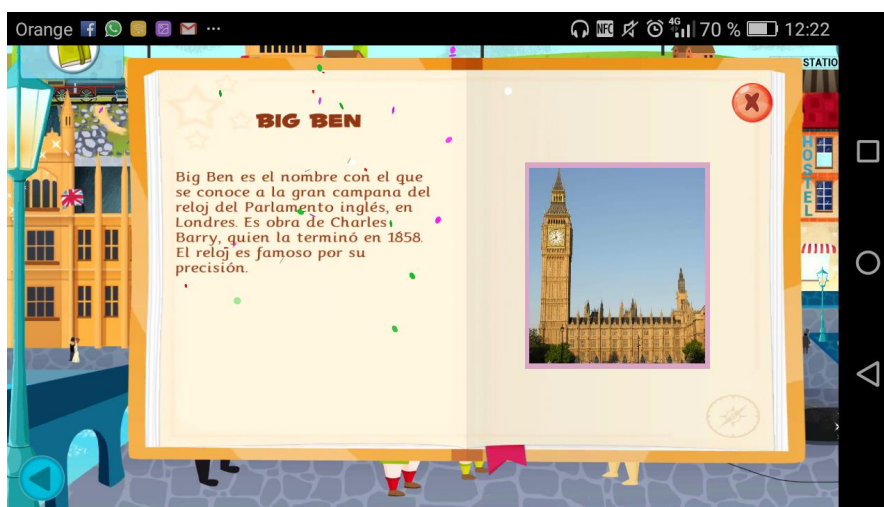 Orange
4G
NFC
70 %
12:22
STATIO
HOSTEL
BIG BEN
Big Ben es el nombre con el que
se conoce a la gran campana del
reloj del Parlamento inglés, en
Londres. Es obra de Charles
Barry, quien la terminó en 1858.
El reloj es famoso por su
precisión.